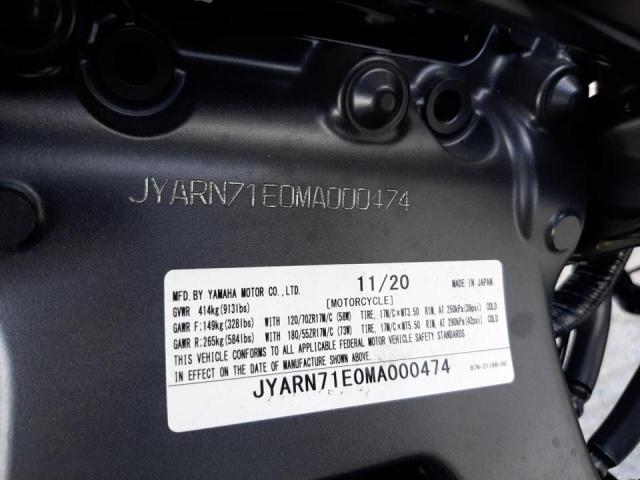 JYARN71E0MA000474
MFD.BY YAMAHA MOTOR CO.,LTD. 11/20 MADE IN JAPAN
GVWR 414kg(913lbs) [MOTORCYCLE]
GAWR F:149kg(328lbs) WITH 120/70ZR17M/C (58W) TIRE, 17M/C×MT3.50 RIM, AT 250kPa(36psi) COLD
GAWR R:265kg(584lbs) WITH 180/55ZR17M/C (73W) TIRE, 17M/C×MT5.50 RIM, AT 290kPa(42psi) COLD
THIS VEHICLE CONFORMS TO ALL APPLICABLE FEDERAL MOTOR VEHICLE SAFETY STANDARDS
IN EFFECT ON THE DATE OF MANUFACTURE SHOWN ABOVE.
JYARN71E0MA000474